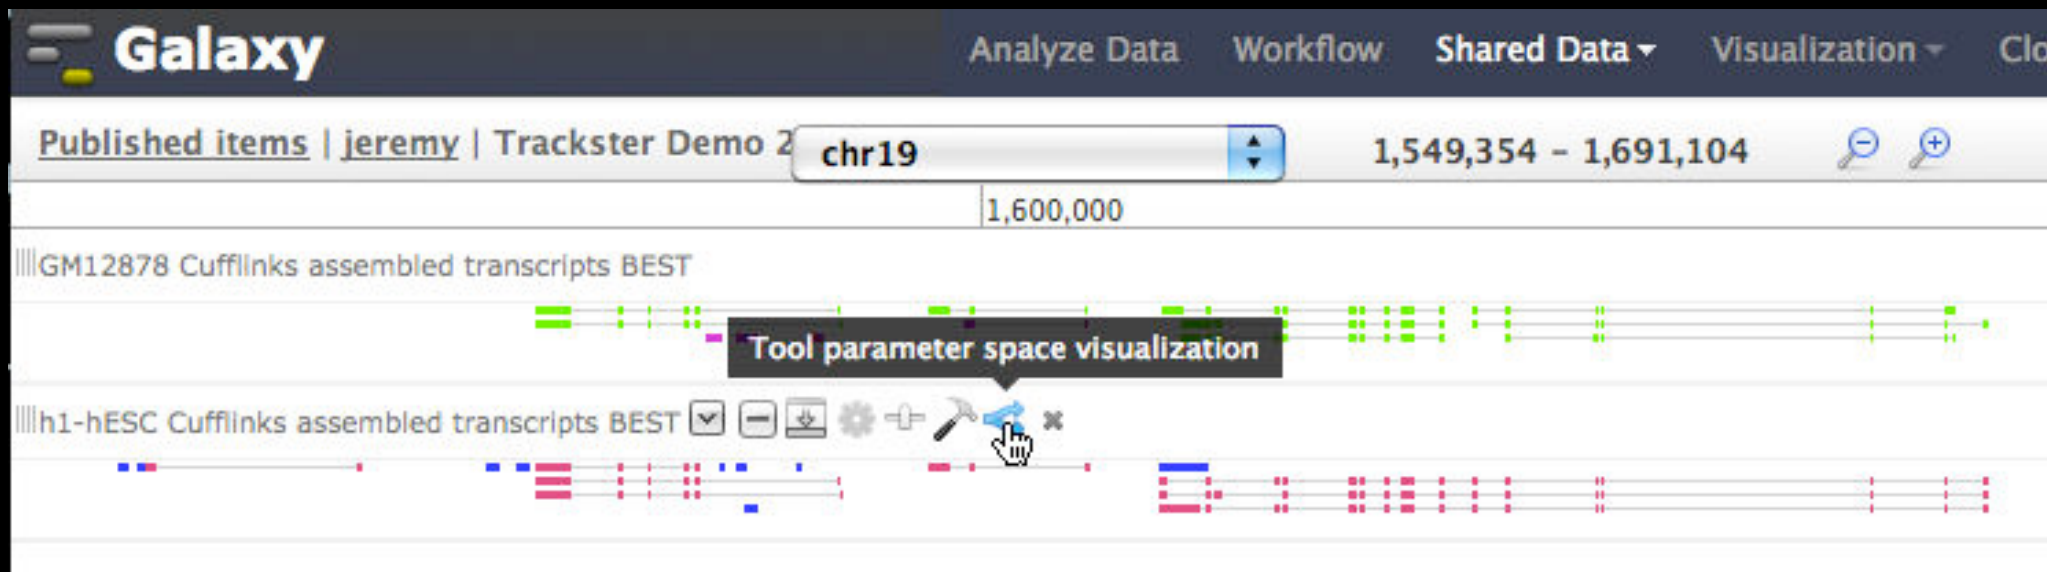 Galaxy Analyze Data Workflow Shared Data Visualization Clo
Published items | jeremy | Trackster Demo 2 chr19 1,549,354 - 1,691,104
1,600,000
GM12878 Cufflinks assembled transcripts BEST
Tool parameter space visualization
h1-hESC Cufflinks assembled transcripts BEST